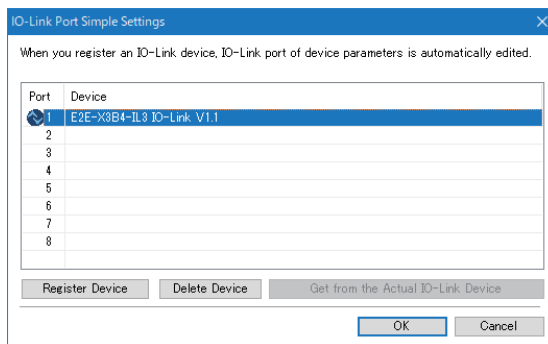 IO-Link Port Simple Settings
When you register an IO-Link device, IO-Link port of device parameters is automatically edited.
Port Device
1 E2E-X3B4-IL3 IO-Link V1.1
2
3
4
5
6
7
8
Register Device Delete Device Get from the Actual IO-Link Device
OK Cancel